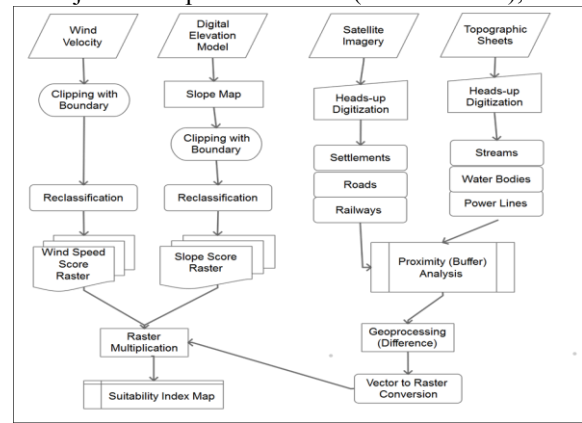 Wind
Velocity
Digital
Elevation
Model
Satellite
Imagery
Topographic
Sheets
Clipping with
Boundary
Slope Map
Heads-up
Digitization
Heads-up
Digitization
Clipping with
Boundary
Settlements
Roads
Railways
Streams
Water Bodies
Power Lines
Reclassification
Reclassification
Wind Speed
Score
Raster
Slope Score
Raster
Proximity (Buffer)
Analysis
Raster
Multiplication
Geoprocessing
(Difference)
Suitability Index Map
Vector to Raster
Conversion